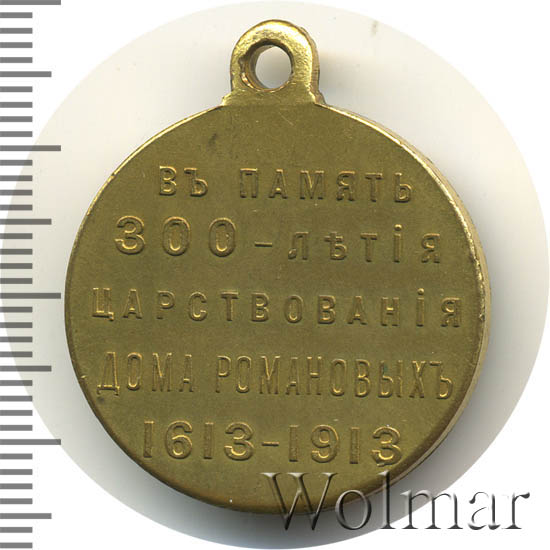 ВЪ ПАМЯТЬ
300-ЛѢТІЯ
ЦАРСТВОВАНІЯ
ДОМА РОМАНОВЫХЪ
1613-1913
Wolmar